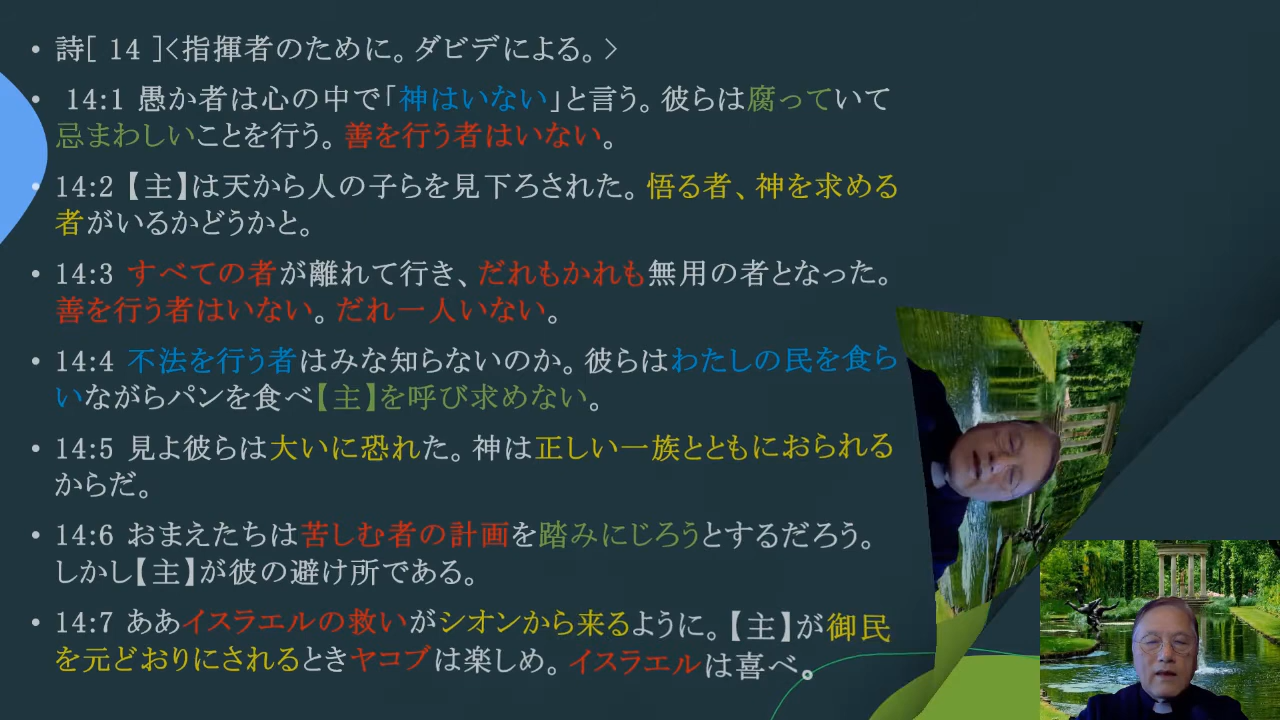 • 詩[ 14 ]<指揮者のために。ダビデによる。>
• 14:1 愚か者は心の中で「神はいない」と言う。彼らは腐っていて
忌まわしいことを行う。善を行う者はいない。
• 14:2 【主】は天から人の子らを見下ろされた。悟る者、神を求める
者がいるかどうかと。
• 14:3 すべての者が離れて行き、だれもかれも無用の者となった。
善を行う者はいない。だれ一人いない。
• 14:4 不法を行う者はみな知らないのか。彼らはわたしの民を食ら
いながらパンを食べ【主】を呼び求めない。
• 14:5 見よ彼らは大いに恐れた。神は正しい一族とともにおられる
からだ。
• 14:6 おまえたちは苦しむ者の計画を踏みにじろうとするだろう。
しかし【主】が彼の避け所である。
• 14:7 ああイスラエルの救いがシオンから来るように。【主】が御民
を元どおりにされるときヤコブは楽しめ。イスラエルは喜べ。